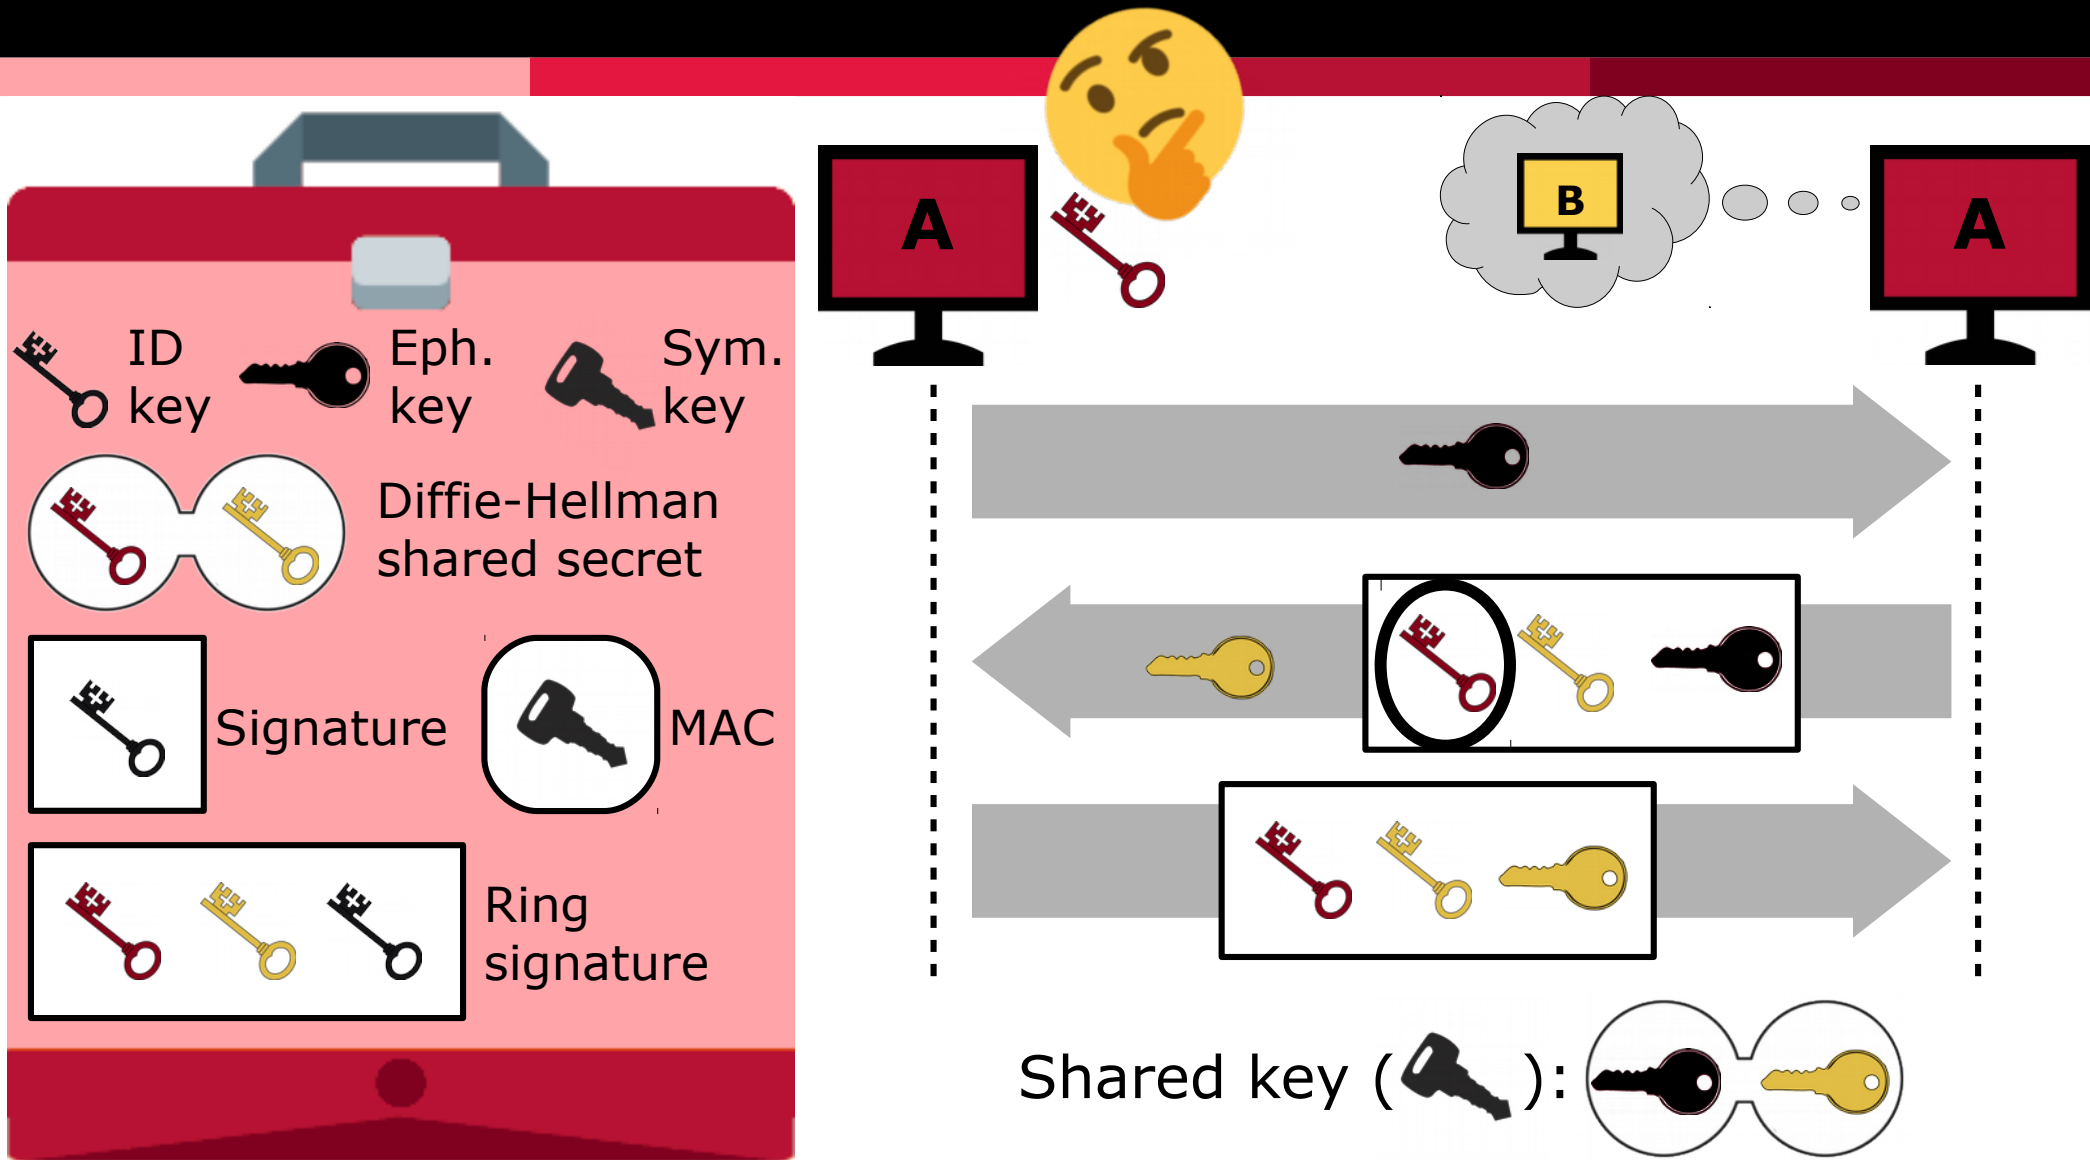 ID
key
Eph.
key
Sym.
key
Diffie-Hellman
shared secret
Signature
MAC
Ring
signature
A
B
A
Shared key ( ):